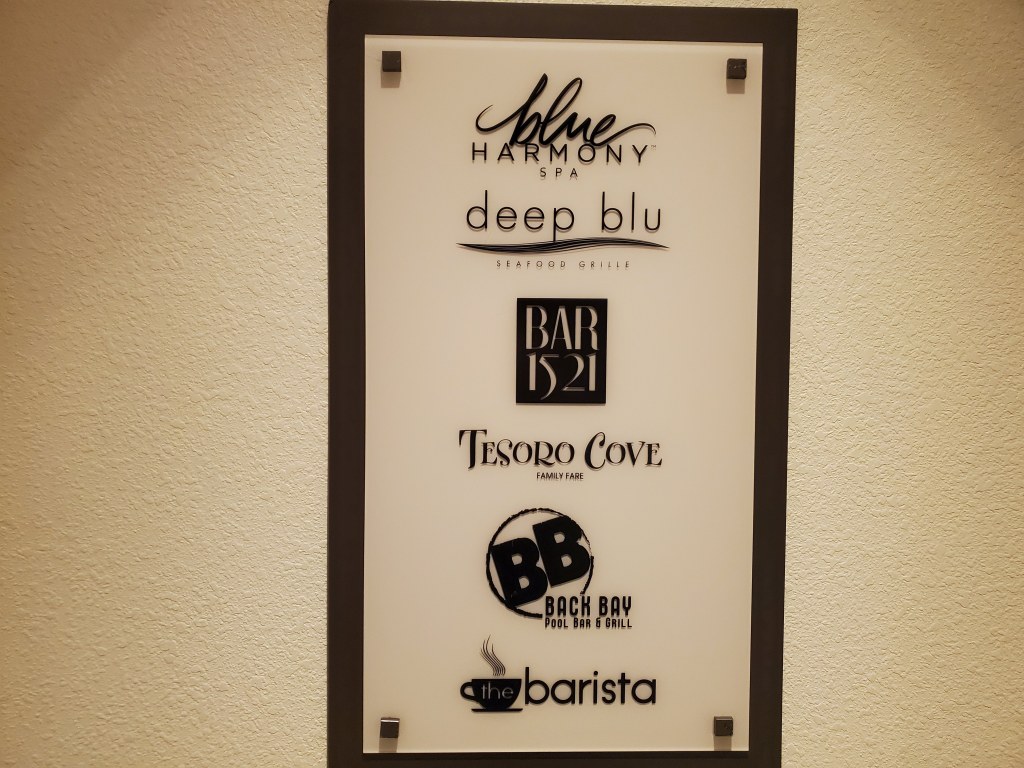 blue
HARMONY™
SPA
deep blu
SEAFOOD GRILLE
BAR
1521
TESORO COVE
FAMILY FARE
BB
BACK BAY
POOL BAR & GRILL
the barista